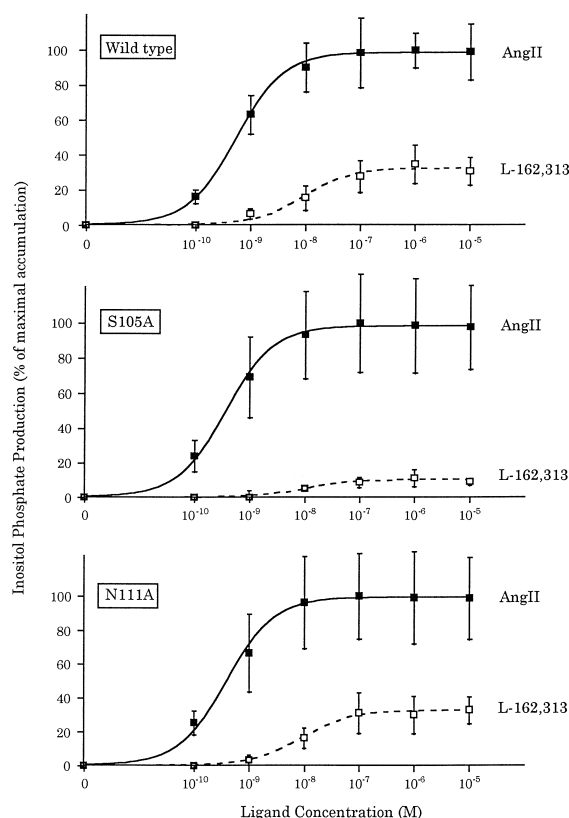 Inositol Phosphate Production (% of maximal accumulation)
Wild type
100
80
60
40
20
0
AngII
L-162,313
0 10⁻¹⁰ 10⁻⁹ 10⁻⁸ 10⁻⁷ 10⁻⁶ 10⁻⁵
S105A
100
80
60
40
20
0
AngII
L-162,313
0 10⁻¹⁰ 10⁻⁹ 10⁻⁸ 10⁻⁷ 10⁻⁶ 10⁻⁵
N111A
100
80
60
40
20
0
AngII
L-162,313
0 10⁻¹⁰ 10⁻⁹ 10⁻⁸ 10⁻⁷ 10⁻⁶ 10⁻⁵
Ligand Concentration (M)